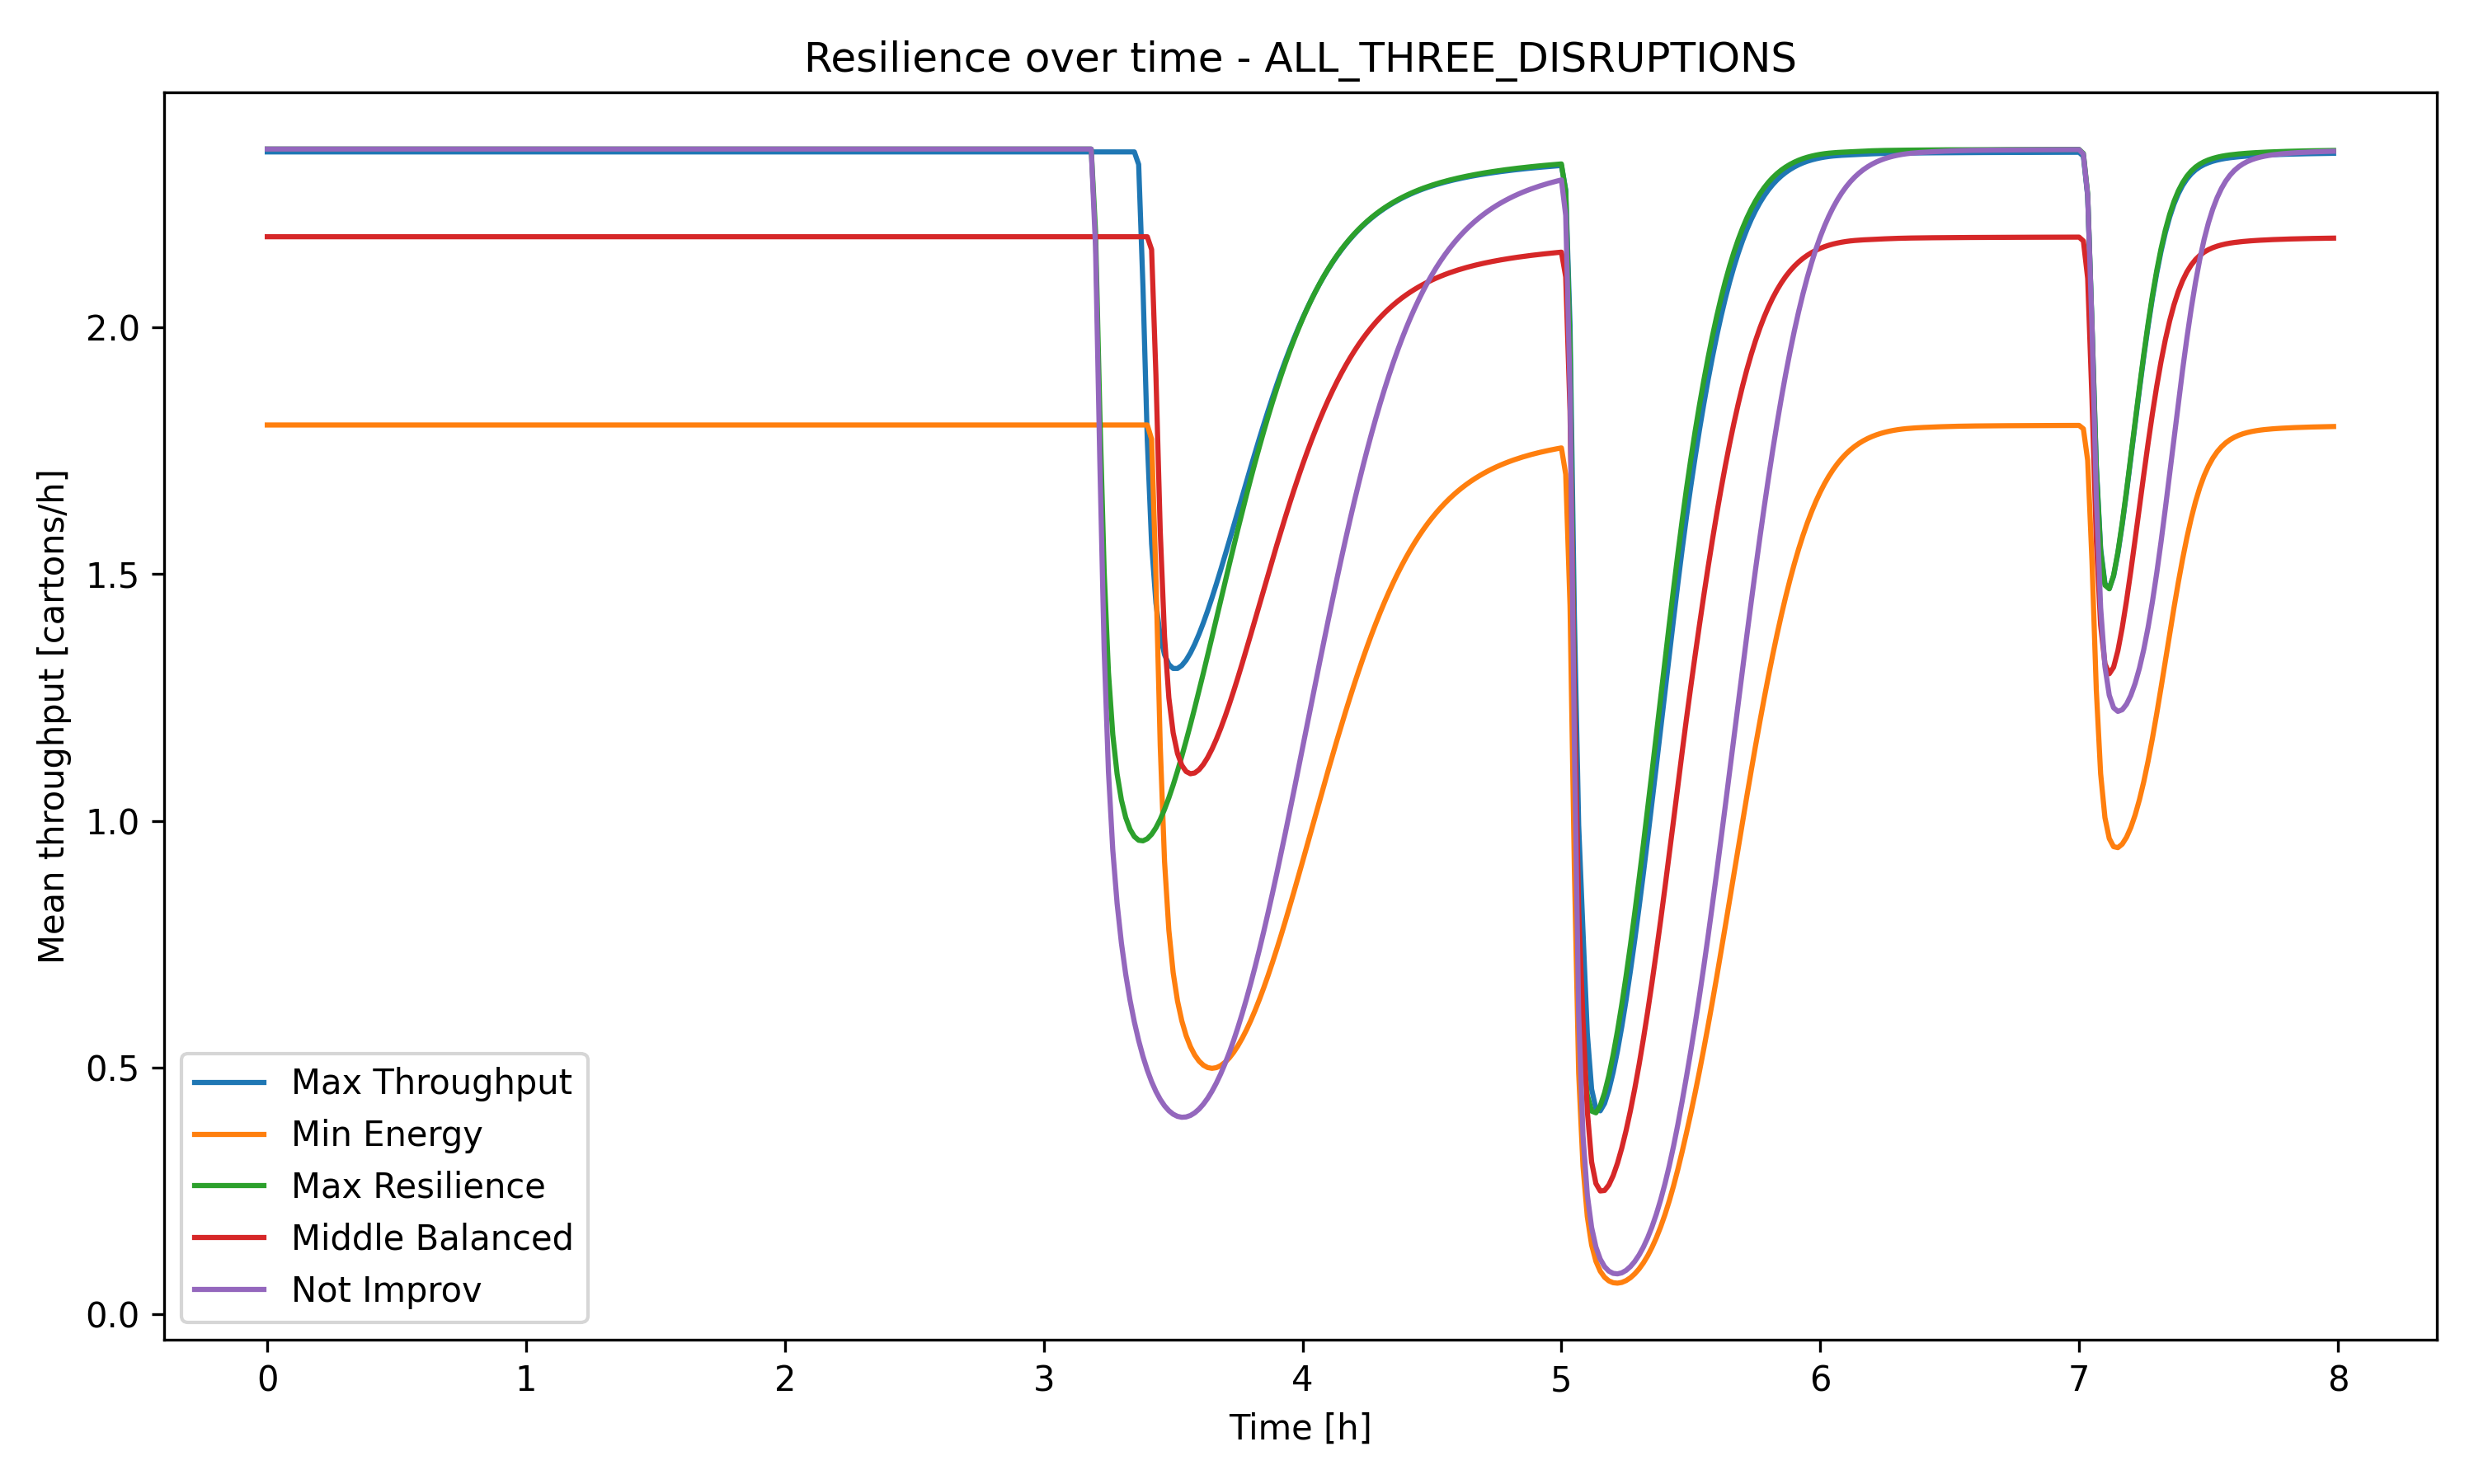 Resilience over time - ALL_THREE_DISRUPTIONS
Mean throughput [cartons/h]
2.0
1.5
1.0
0.5
0.0
Max Throughput
Min Energy
Max Resilience
Middle Balanced
Not Improv
0 1 2 3 4 5 6 7 8
Time [h]